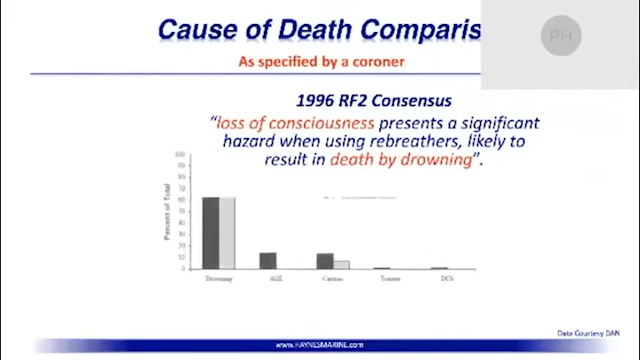 Cause of Death Comparis
PH
As specified by a coroner
1996 RF2 Consensus
“loss of consciousness presents a significant
hazard when using rebreathers, likely to
result in death by drowning”.
Percent of Total
100
90
80
70
60
50
40
30
20
10
0
Drowning AGE Cardiac Trauma DCS
Data Courtesy DAN
www.HAYNESMARINE.com